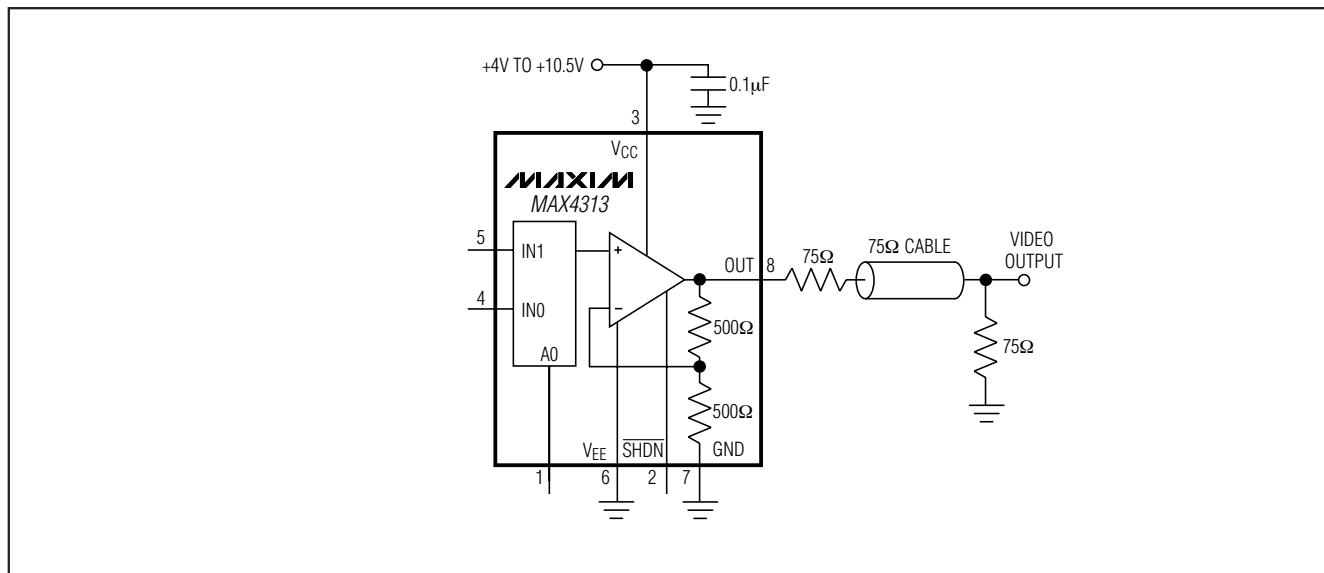 +4V TO +10.5V
0.1μF
3
VCC
MAXIM
MAX4313
5
IN1
4
IN0
A0
+
−
OUT
8
75Ω
75Ω CABLE
VIDEO
OUTPUT
500Ω
75Ω
500Ω
VEE
SHDN
GND
1
6
2
7